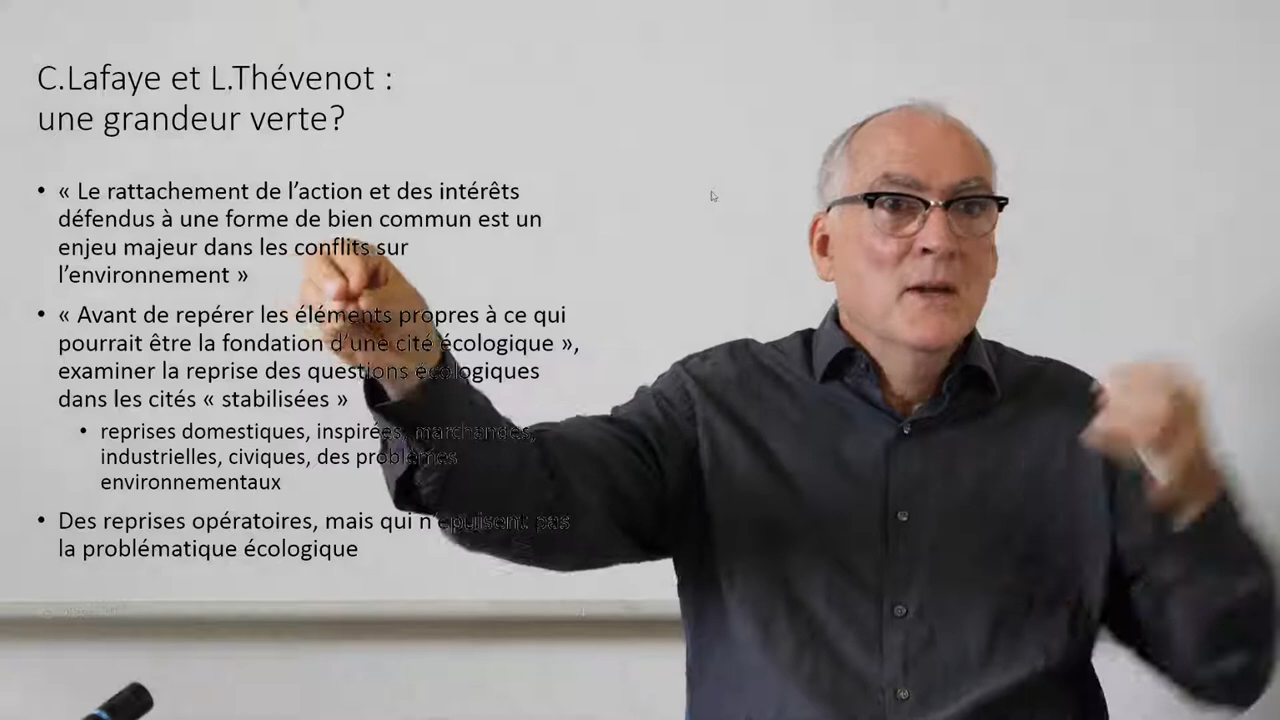 C.Lafaye et L.Thévenot :
une grandeur verte?
• « Le rattachement de l’action et des intérêts
défendus à une forme de bien commun est un
enjeu majeur dans les conflits sur
l’environnement »
• « Avant de repérer les éléments propres à ce qui
pourrait être la fondation d’une cité écologique »,
examiner la reprise des questions écologiques
dans les cités « stabilisées »
• reprises domestiques, inspirées, marchandes,
industrielles, civiques, des problèmes
environnementaux
• Des reprises opératoires, mais qui n’épuisent pas
la problématique écologique